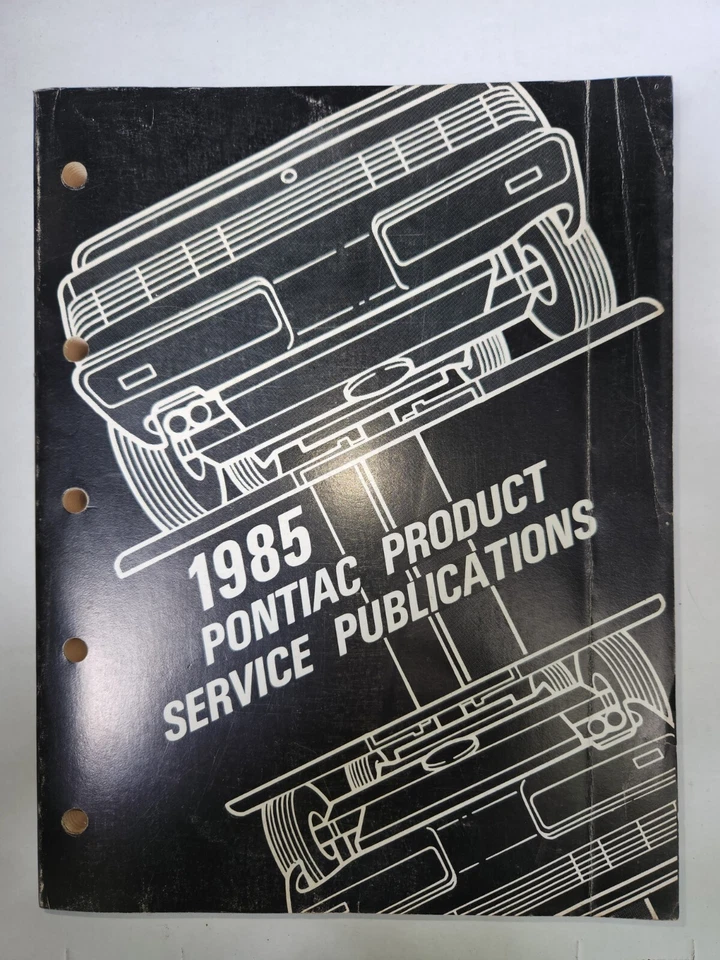 1985
PONTIAC PRODUCT
SERVICE PUBLICATIONS